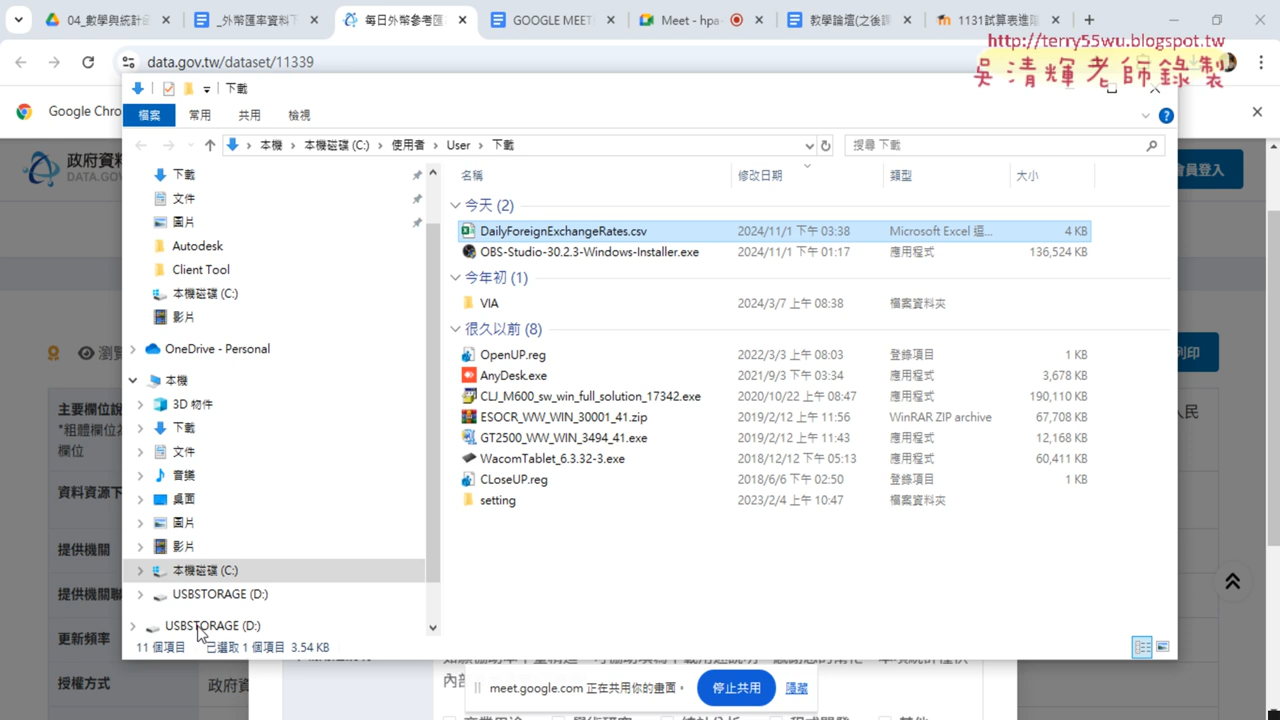 04_數學與統計函
_外幣匯率資料下
每日外幣參考匯
GOOGLE MEET
Meet - hpa
教學論壇(之後課
1131試算表進階
http://terry55wu.blogspot.tw
data.gov.tw/dataset/11339
吳清輝老師錄製
下載
Google Chro
檔案 常用 共用 檢視
本機 本機磁碟 (C:) 使用者 User 下載
搜尋 下載
政府資料
DATA.GOV
會員登入
名稱 修改日期 類型 大小
下載
文件
圖片
Autodesk
Client Tool
本機磁碟 (C:)
影片
OneDrive - Personal
本機
3D 物件
下載
文件
音樂
桌面
圖片
影片
本機磁碟 (C:)
USBSTORAGE (D:)
USBSTORAGE (D:)
今天 (2)
DailyForeignExchangeRates.csv 2024/11/1 下午 03:38 Microsoft Excel 逗... 4 KB
OBS-Studio-30.2.3-Windows-Installer.exe 2024/11/1 下午 01:17 應用程式 136,524 KB
今年初 (1)
VIA 2024/3/7 上午 08:38 檔案資料夾
很久以前 (8)
OpenUP.reg 2022/3/3 上午 08:03 登錄項目 1 KB
AnyDesk.exe 2021/9/3 下午 03:34 應用程式 3,678 KB
CLJ_M600_sw_win_full_solution_17342.exe 2020/10/22 上午 08:47 應用程式 190,110 KB
ESOCR_WW_WIN_30001_41.zip 2019/2/12 上午 11:56 WinRAR ZIP archive 67,708 KB
GT2500_WW_WIN_3494_41.exe 2019/2/12 上午 11:43 應用程式 12,168 KB
WacomTablet_6.3.32-3.exe 2018/12/12 下午 05:13 應用程式 60,411 KB
CLoseUP.reg 2018/6/6 下午 02:50 登錄項目 1 KB
setting 2023/2/4 上午 10:47 檔案資料夾
11 個項目 已選取 1 個項目 3.54 KB
瀏覽
列印
主要欄位說
*粗體欄位為
欄位
人民
資料資源下
提供機關
提供機關聯
更新頻率
授權方式
政府資
meet.google.com 正在共用你的畫面。
停止共用
隱藏